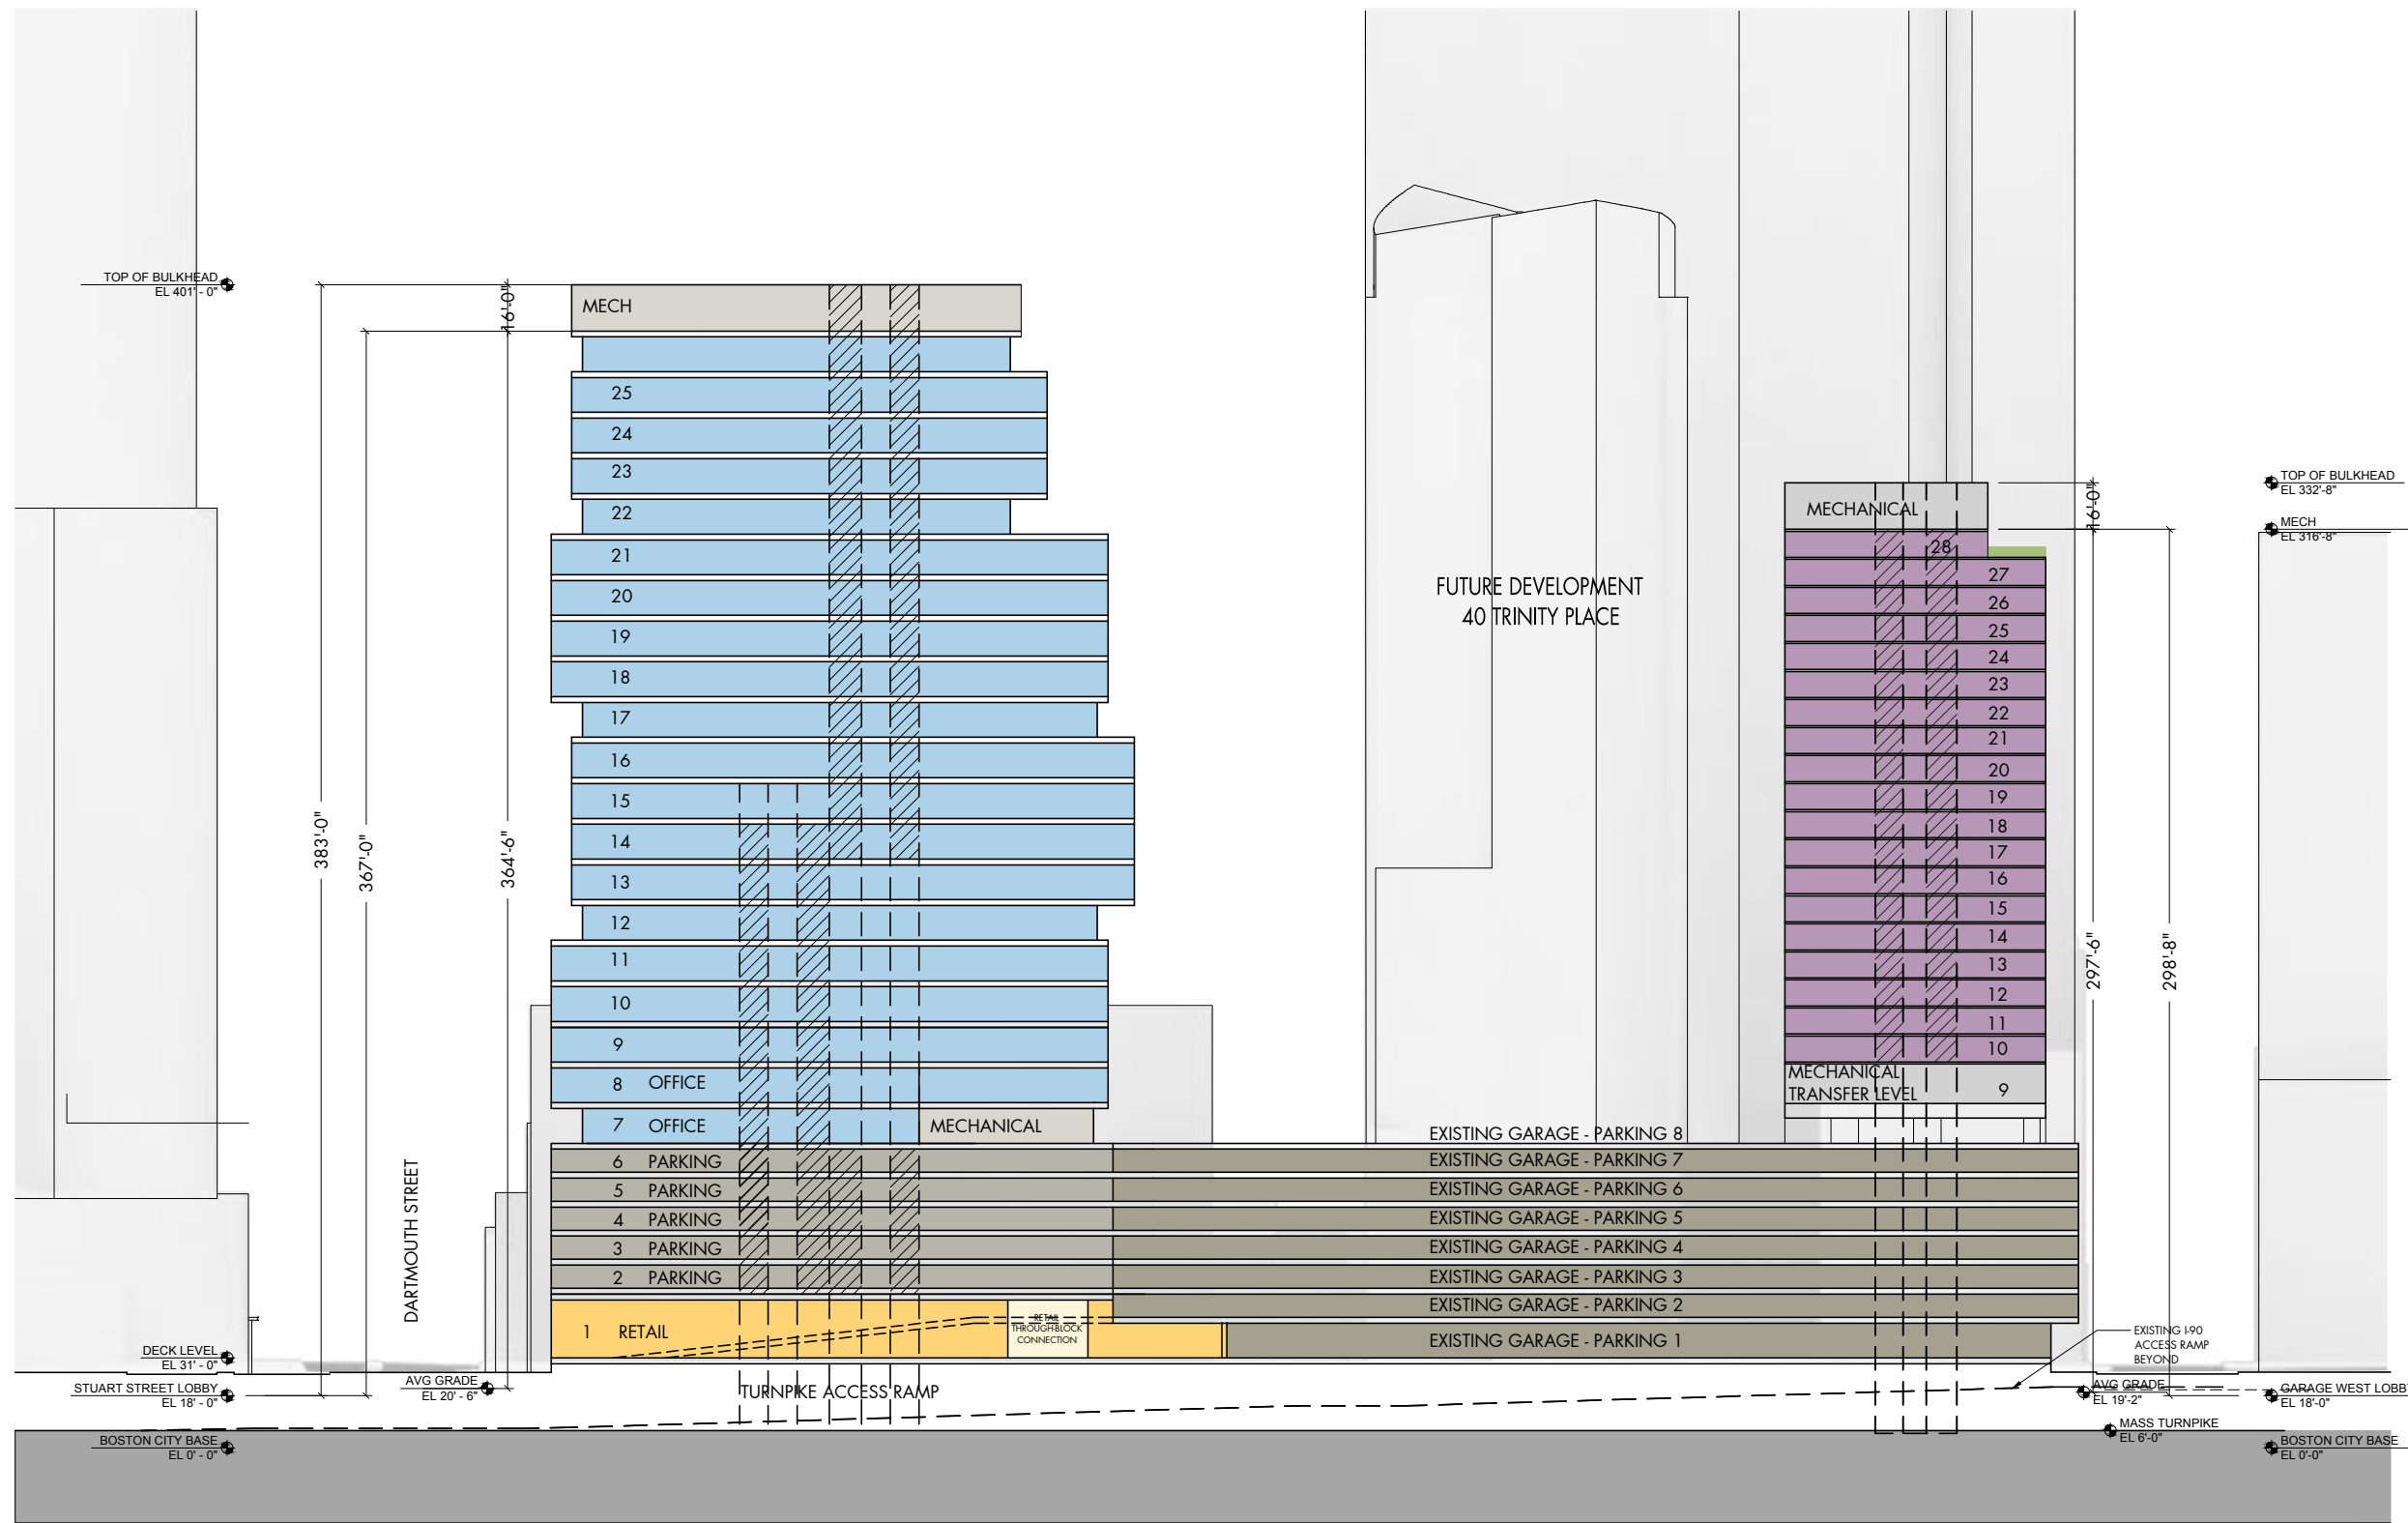 TOP OF BULKHEAD
EL 401' - 0"
16'-0"
MECH
25
24
23
22
21
20
19
18
17
16
15
14
13
12
11
10
9
8 OFFICE
7 OFFICE
MECHANICAL
6 PARKING
5 PARKING
4 PARKING
3 PARKING
2 PARKING
1 RETAIL
RETAIL
THROUGH-BLOCK
CONNECTION
383'-0"
367'-0"
364'-6"
DARTMOUTH STREET
DECK LEVEL
EL 31' - 0"
STUART STREET LOBBY
EL 18' - 0"
AVG GRADE
EL 20' - 6"
BOSTON CITY BASE
EL 0' - 0"
TURNPIKE ACCESS RAMP
FUTURE DEVELOPMENT
40 TRINITY PLACE
EXISTING GARAGE - PARKING 8
EXISTING GARAGE - PARKING 7
EXISTING GARAGE - PARKING 6
EXISTING GARAGE - PARKING 5
EXISTING GARAGE - PARKING 4
EXISTING GARAGE - PARKING 3
EXISTING GARAGE - PARKING 2
EXISTING GARAGE - PARKING 1
MECHANICAL
28
27
26
25
24
23
22
21
20
19
18
17
16
15
14
13
12
11
10
MECHANICAL
TRANSFER LEVEL 9
16'-0"
297'-6"
298'-8"
TOP OF BULKHEAD
EL 332'-8"
MECH
EL 316'-8"
EXISTING I-90
ACCESS RAMP
BEYOND
AVG GRADE
EL 19'-2"
GARAGE WEST LOBBY
EL 18'-0"
MASS TURNPIKE
EL 6'-0"
BOSTON CITY BASE
EL 0'-0"